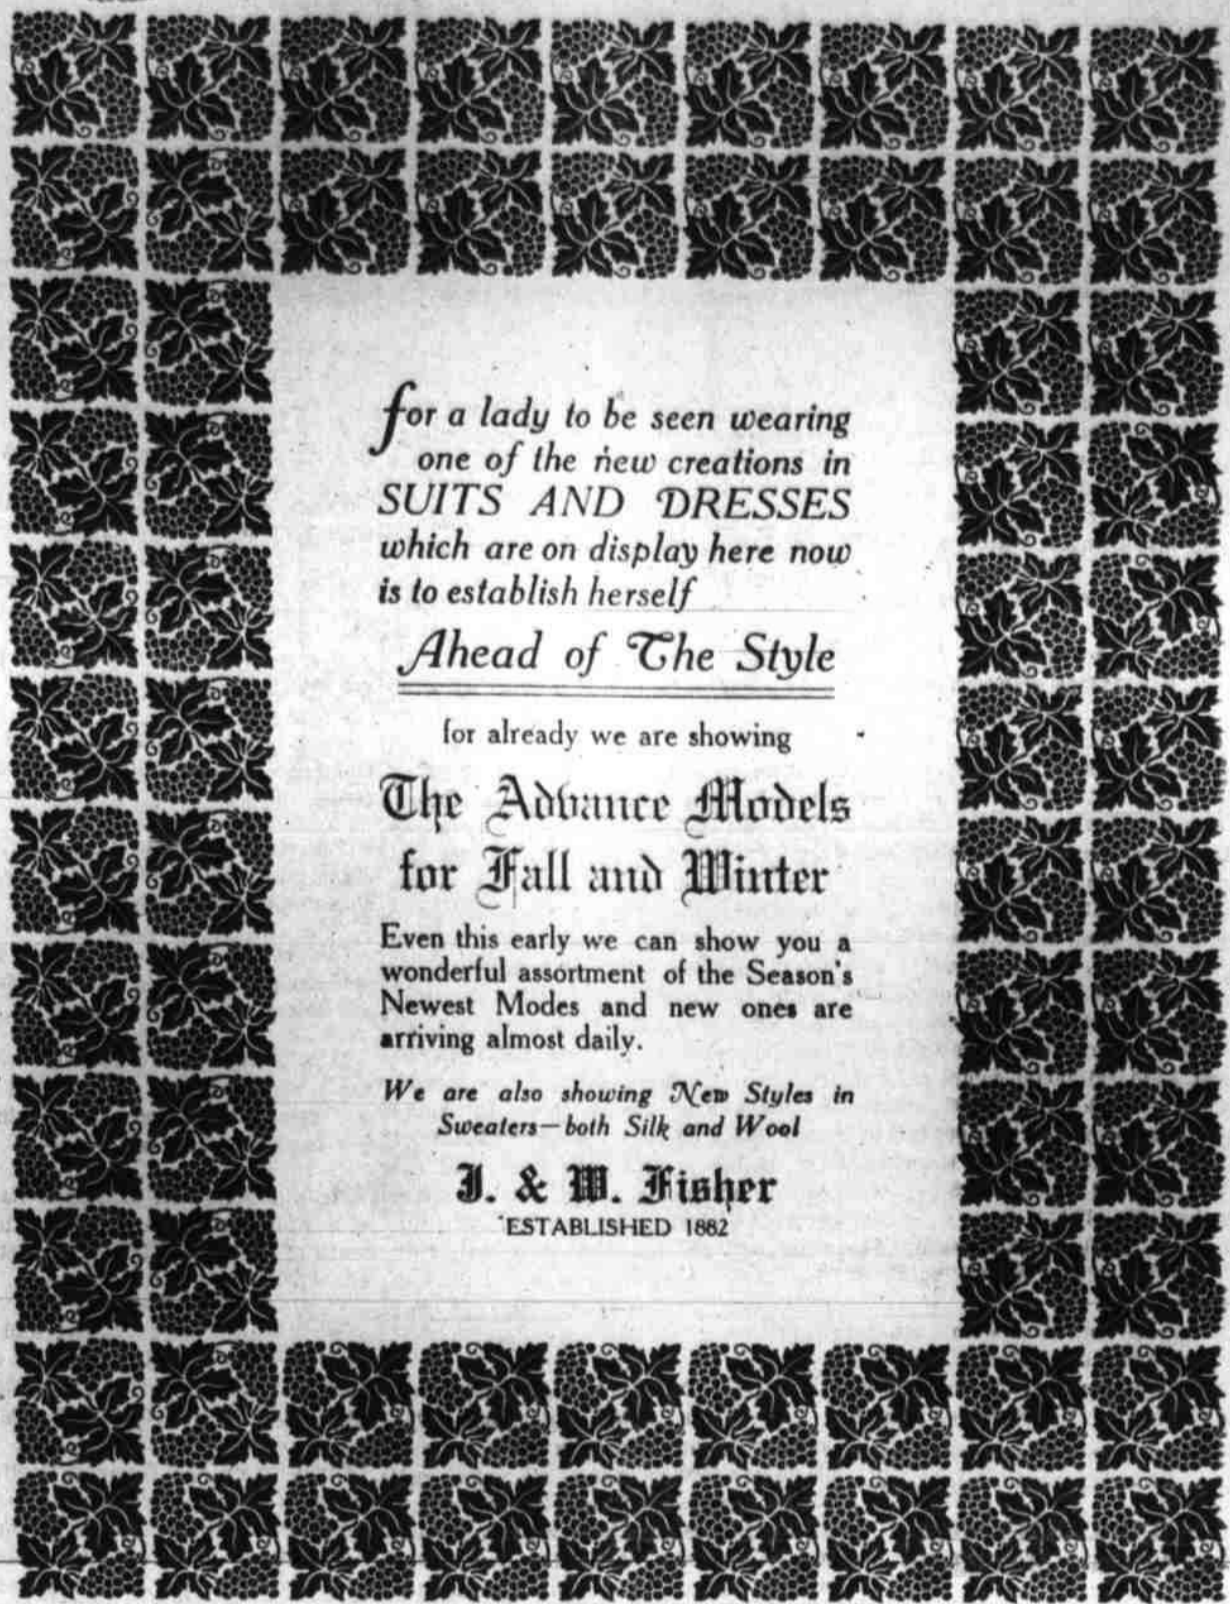 for a lady to be seen wearing
one of the new creations in
SUITS AND DRESSES
which are on display here now
is to establish herself
Ahead of The Style
for already we are showing
The Advance Models
for Fall and Winter
Even this early we can show you a
wonderful assortment of the Season's
Newest Modes and new ones are
arriving almost daily.
We are also showing New Styles in
Sweaters—both Silk and Wool
J. & W. Fisher
ESTABLISHED 1882